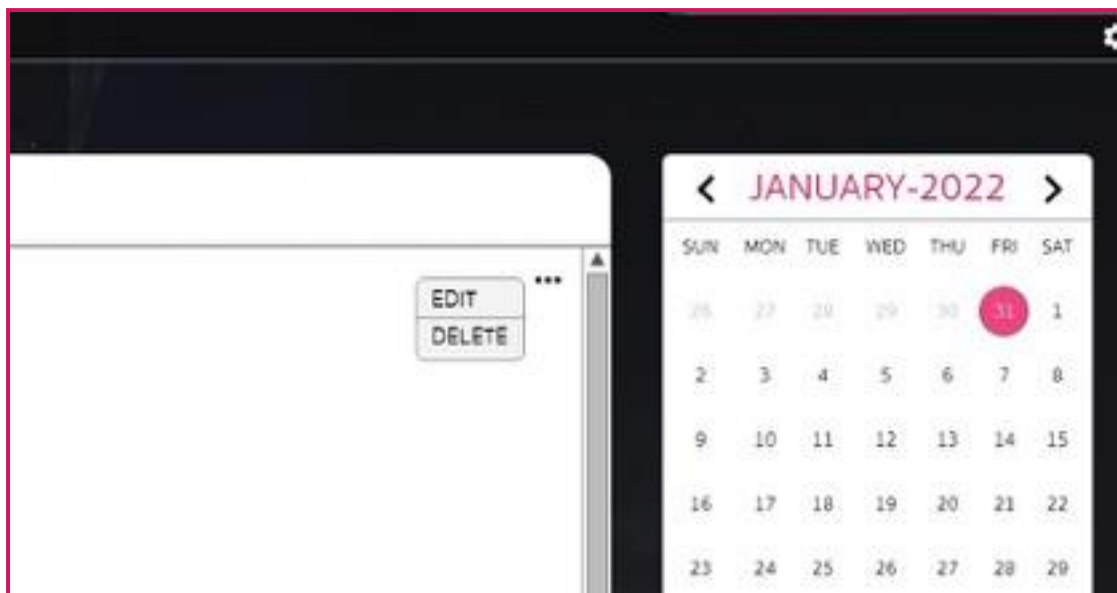 EDIT
DELETE
JANUARY-2022
SUN MON TUE WED THU FRI SAT
26 27 28 29 30 31 1
2 3 4 5 6 7 8
9 10 11 12 13 14 15
16 17 18 19 20 21 22
23 24 25 26 27 28 29